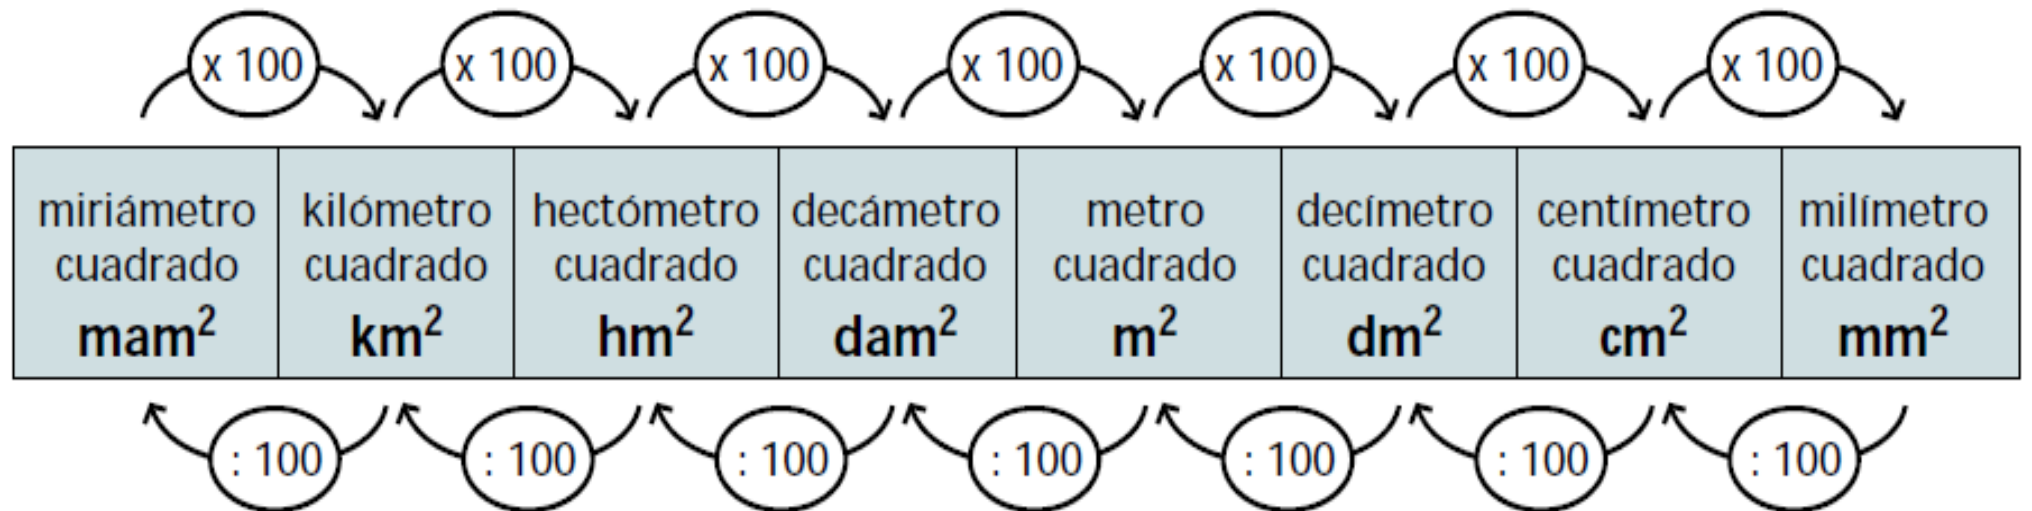 x 100 x 100 x 100 x 100 x 100 x 100 x 100
miriámetro kilómetro hectómetro decámetro metro decímetro centímetro milímetro
cuadrado cuadrado cuadrado cuadrado cuadrado cuadrado cuadrado cuadrado
mam² km² hm² dam² m² dm² cm² mm²
: 100 : 100 : 100 : 100 : 100 : 100 : 100